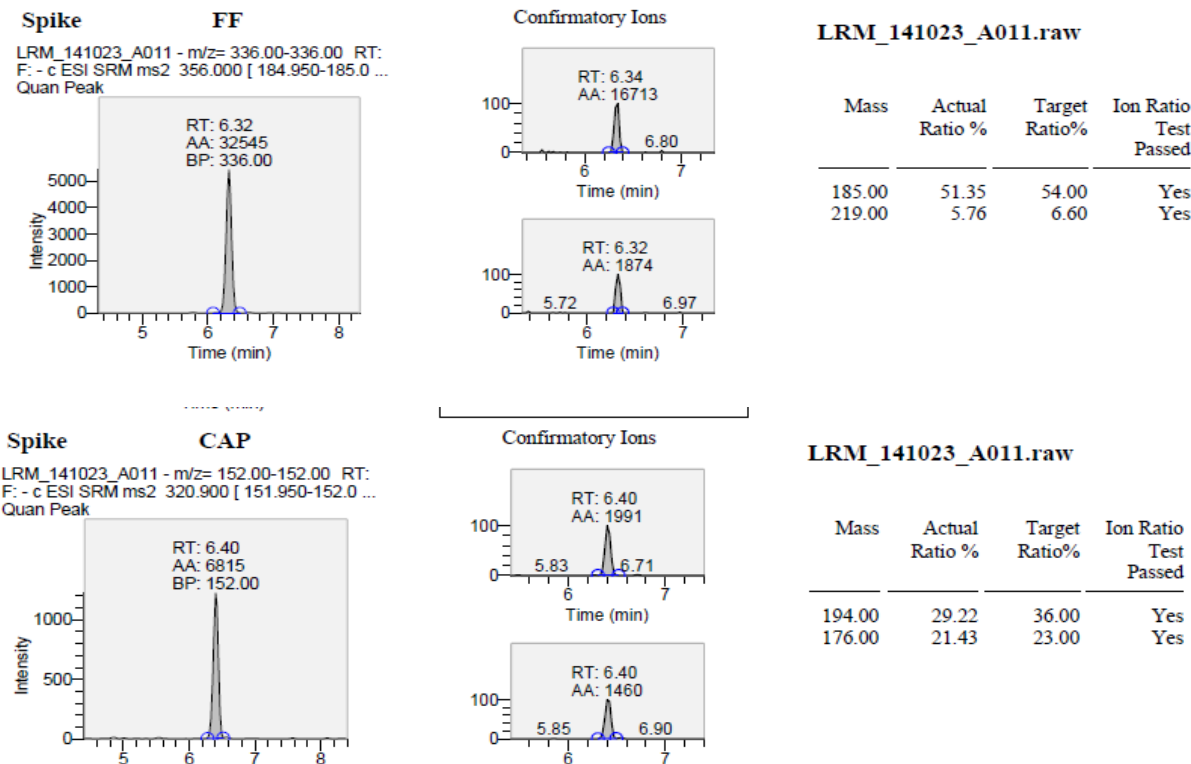 Spike FF
LRM_141023_A011 - m/z= 336.00-336.00 RT:
F: - c ESI SRM ms2 356.000 [ 184.950-185.0 ...
Quan Peak
RT: 6.32
AA: 32545
BP: 336.00
5000
4000
3000
2000
1000
0
Intensity
5 6 7 8
Time (min)
Confirmatory Ions
RT: 6.34
AA: 16713
100
6.80
0
6 7
Time (min)
RT: 6.32
AA: 1874
100
5.72 6.97
0
6 7
Time (min)
LRM_141023_A011.raw
Mass Actual Target Ion Ratio
Ratio % Ratio% Test
Passed
185.00 51.35 54.00 Yes
219.00 5.76 6.60 Yes
Spike CAP
LRM_141023_A011 - m/z= 152.00-152.00 RT:
F: - c ESI SRM ms2 320.900 [ 151.950-152.0 ...
Quan Peak
RT: 6.40
AA: 6815
BP: 152.00
1000
500
0
Intensity
5 6 7 8
Confirmatory Ions
RT: 6.40
AA: 1991
100
5.83 6.71
0
6 7
Time (min)
RT: 6.40
AA: 1460
100
5.85 6.90
0
6 7
LRM_141023_A011.raw
Mass Actual Target Ion Ratio
Ratio % Ratio% Test
Passed
194.00 29.22 36.00 Yes
176.00 21.43 23.00 Yes